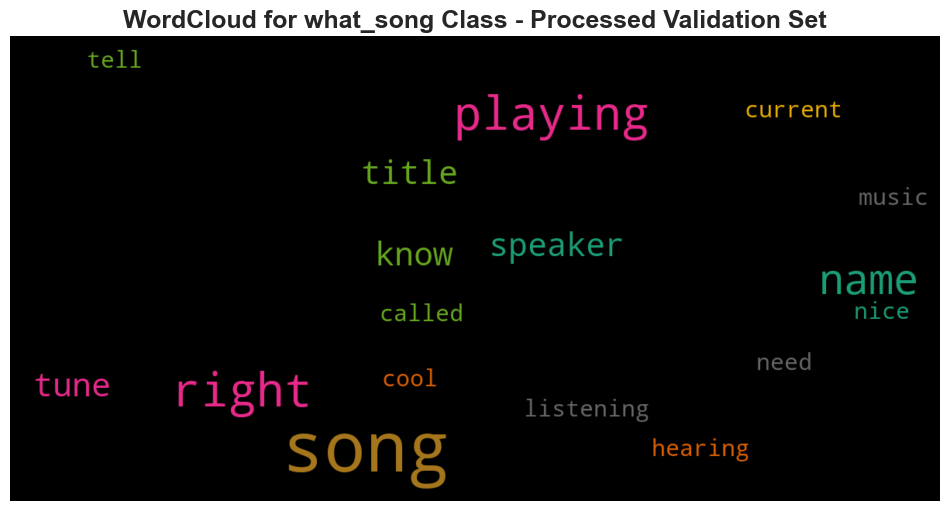 WordCloud for what_song Class - Processed Validation Set
tell
playing
current
title
music
know
speaker
name
called
nice
need
cool
tune
right
listening
song
hearing